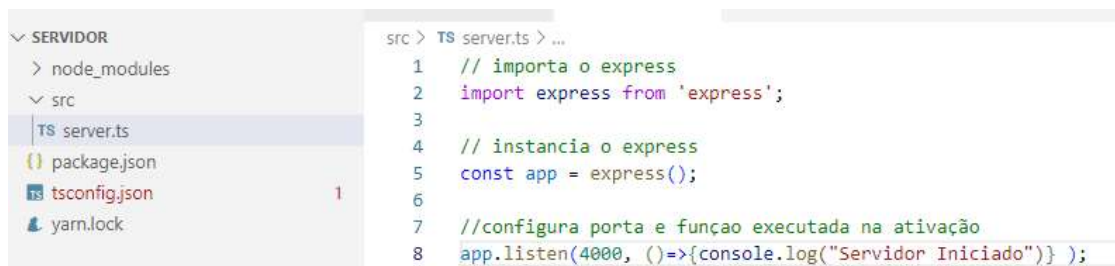 SERVIDOR
node_modules
src
TS server.ts
{} package.json
TS tsconfig.json 1
yarn.lock
src > TS server.ts > ...
1 // importa o express
2 import express from 'express';
3
4 // instancia o express
5 const app = express();
6
7 //configura porta e funçao executada na ativação
8 app.listen(4000, ()=>{console.log("Servidor Iniciado")} );